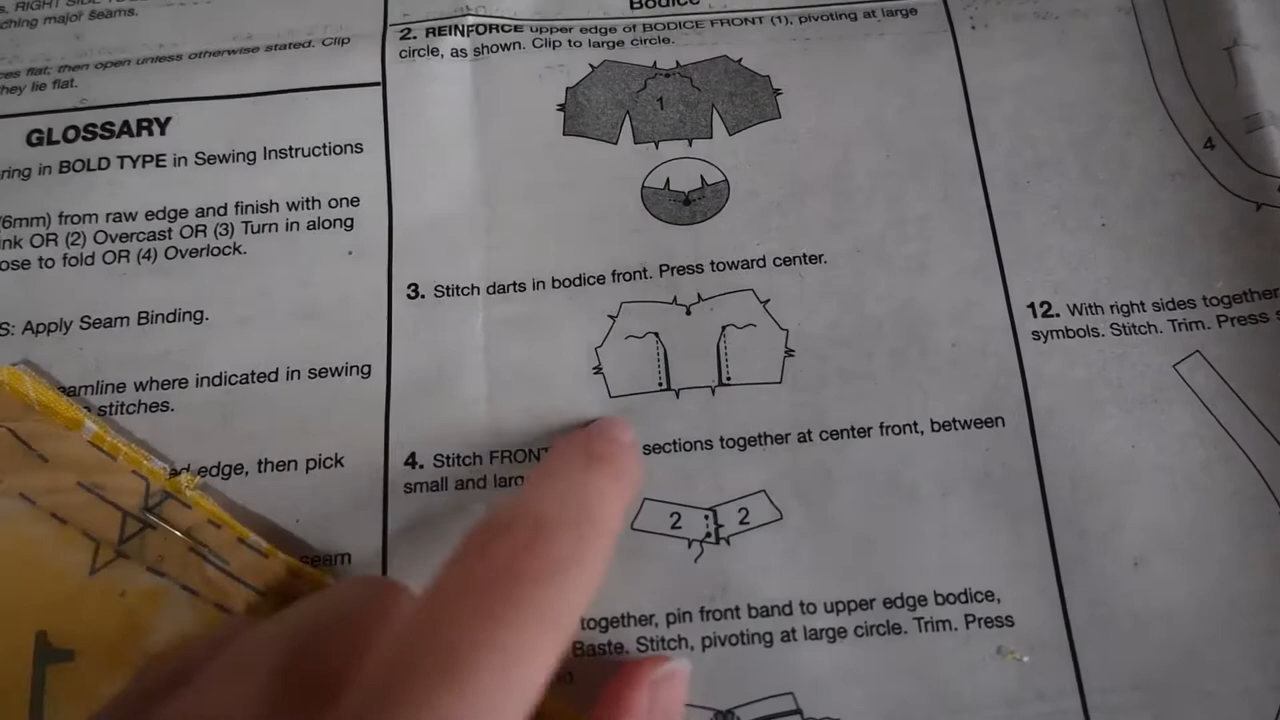 RIGHT SIDE
ching major seams.
flat; then open unless otherwise stated. Clip
hey lie flat.
GLOSSARY
ring in BOLD TYPE in Sewing Instructions
6mm) from raw edge and finish with one
nk OR (2) Overcast OR (3) Turn in along
ose to fold OR (4) Overlock.
S: Apply Seam Binding.
eamline where indicated in sewing
stitches.
ed edge, then pick
seam
Bodice
2. REINFORCE upper edge of BODICE FRONT (1), pivoting at large
circle, as shown. Clip to large circle.
1
3. Stitch darts in bodice front. Press toward center.
4. Stitch FRONT sections together at center front, between
small and larg
2 2
together, pin front band to upper edge bodice,
Baste. Stitch, pivoting at large circle. Trim. Press
4
12. With right sides together
symbols. Stitch. Trim. Press